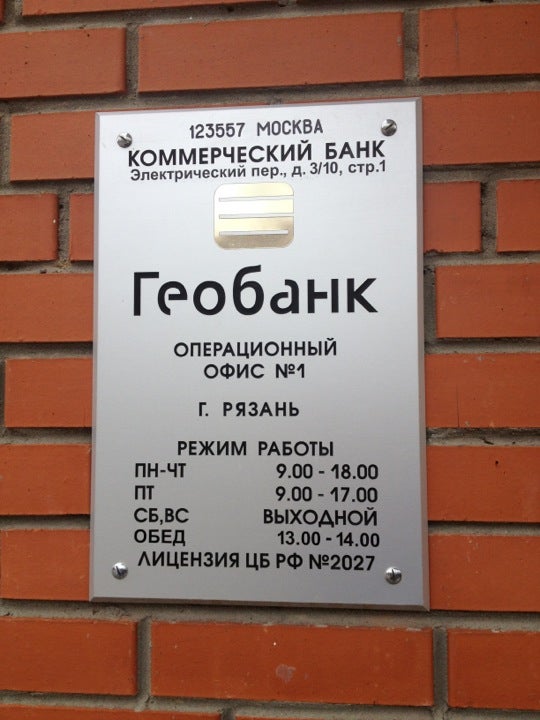 123557 МОСКВА
КОММЕРЧЕСКИЙ БАНК
Электрический пер., д. 3/10, стр.1
Геобанк
ОПЕРАЦИОННЫЙ
ОФИС №1
Г. РЯЗАНЬ
РЕЖИМ РАБОТЫ
ПН-ЧТ 9.00 - 18.00
ПТ 9.00 - 17.00
СБ,ВС ВЫХОДНОЙ
ОБЕД 13.00 - 14.00
ЛИЦЕНЗИЯ ЦБ РФ №2027